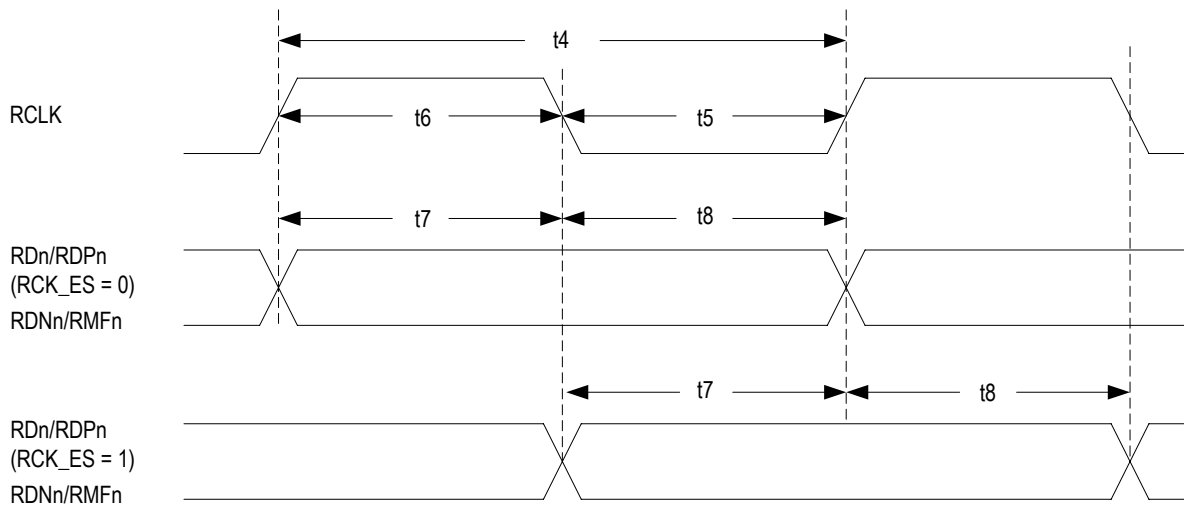 t4
RCLK
t6
t5
t7
t8
RDn/RDPn
(RCK_ES = 0)
RDNn/RMFn
t7
t8
RDn/RDPn
(RCK_ES = 1)
RDNn/RMFn